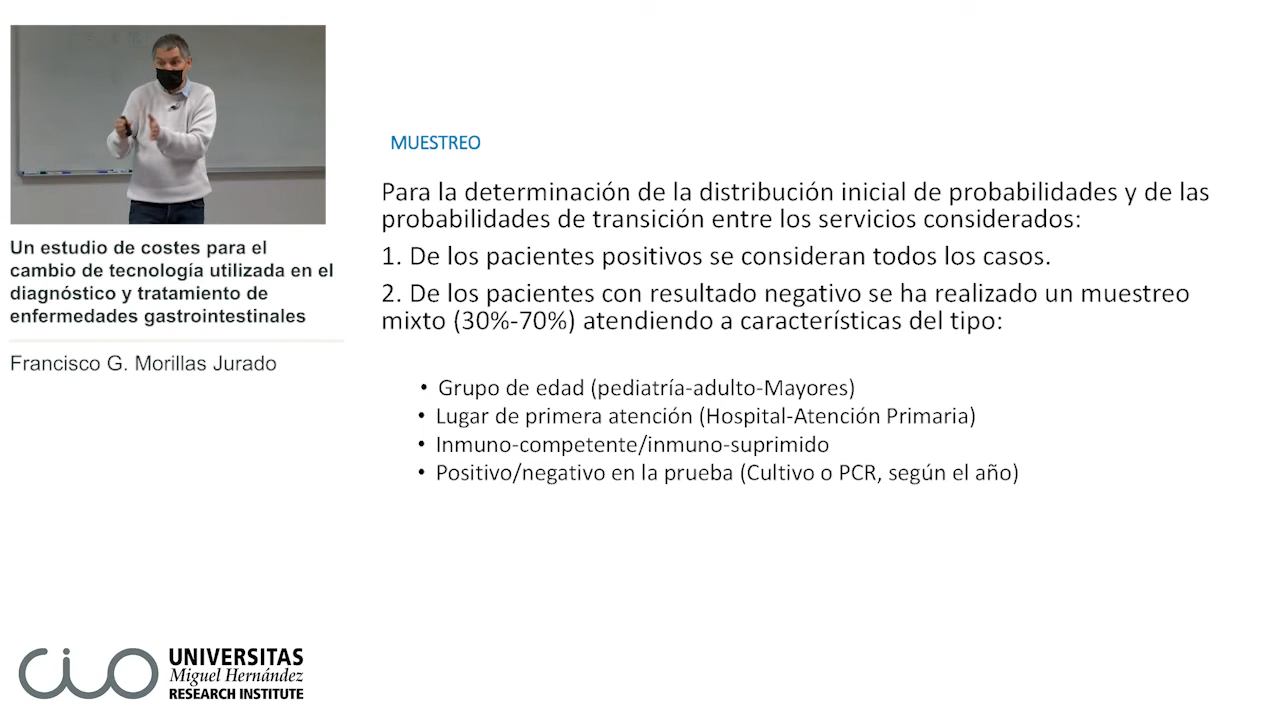 Un estudio de costes para el
cambio de tecnología utilizada en el
diagnóstico y tratamiento de
enfermedades gastrointestinales
Francisco G. Morillas Jurado
MUESTREO
Para la determinación de la distribución inicial de probabilidades y de las
probabilidades de transición entre los servicios considerados:
1. De los pacientes positivos se consideran todos los casos.
2. De los pacientes con resultado negativo se ha realizado un muestreo
mixto (30%-70%) atendiendo a características del tipo:
• Grupo de edad (pediatría-adulto-Mayores)
• Lugar de primera atención (Hospital-Atención Primaria)
• Inmuno-competente/inmuno-suprimido
• Positivo/negativo en la prueba (Cultivo o PCR, según el año)
cio
UNIVERSITAS
Miguel Hernández
RESEARCH INSTITUTE